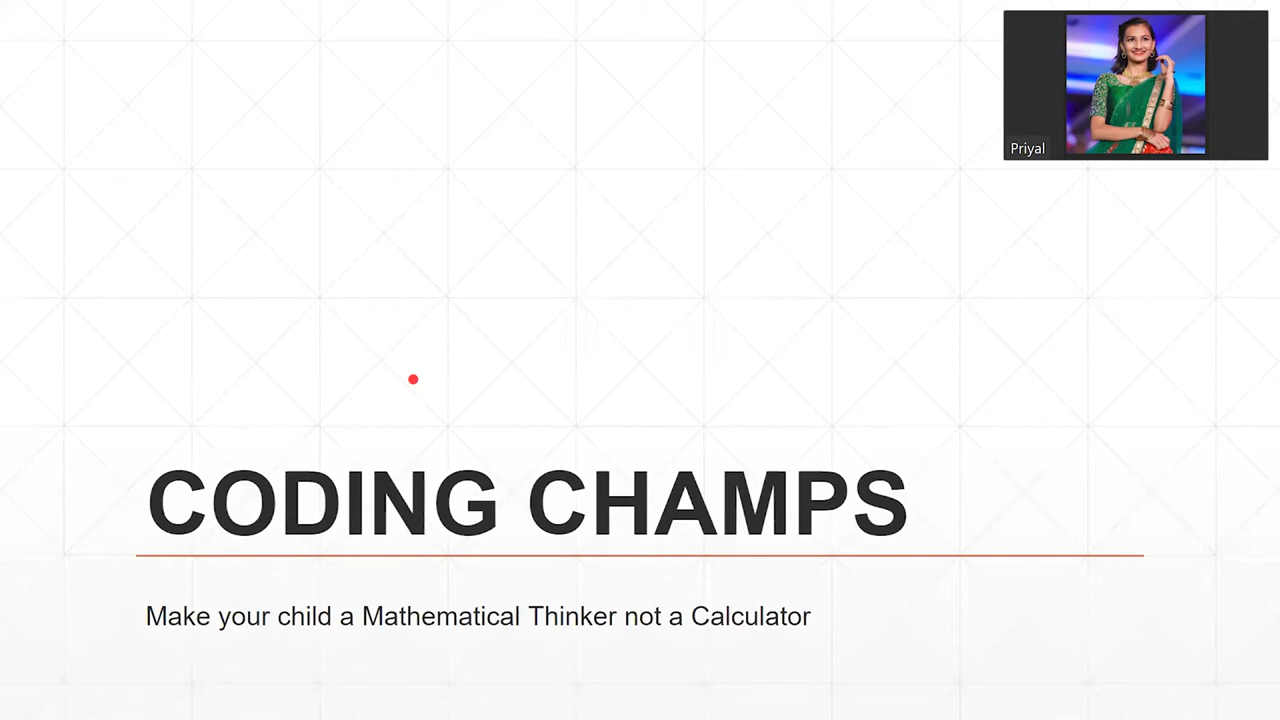 Priyal
CODING CHAMPS
Make your child a Mathematical Thinker not a Calculator